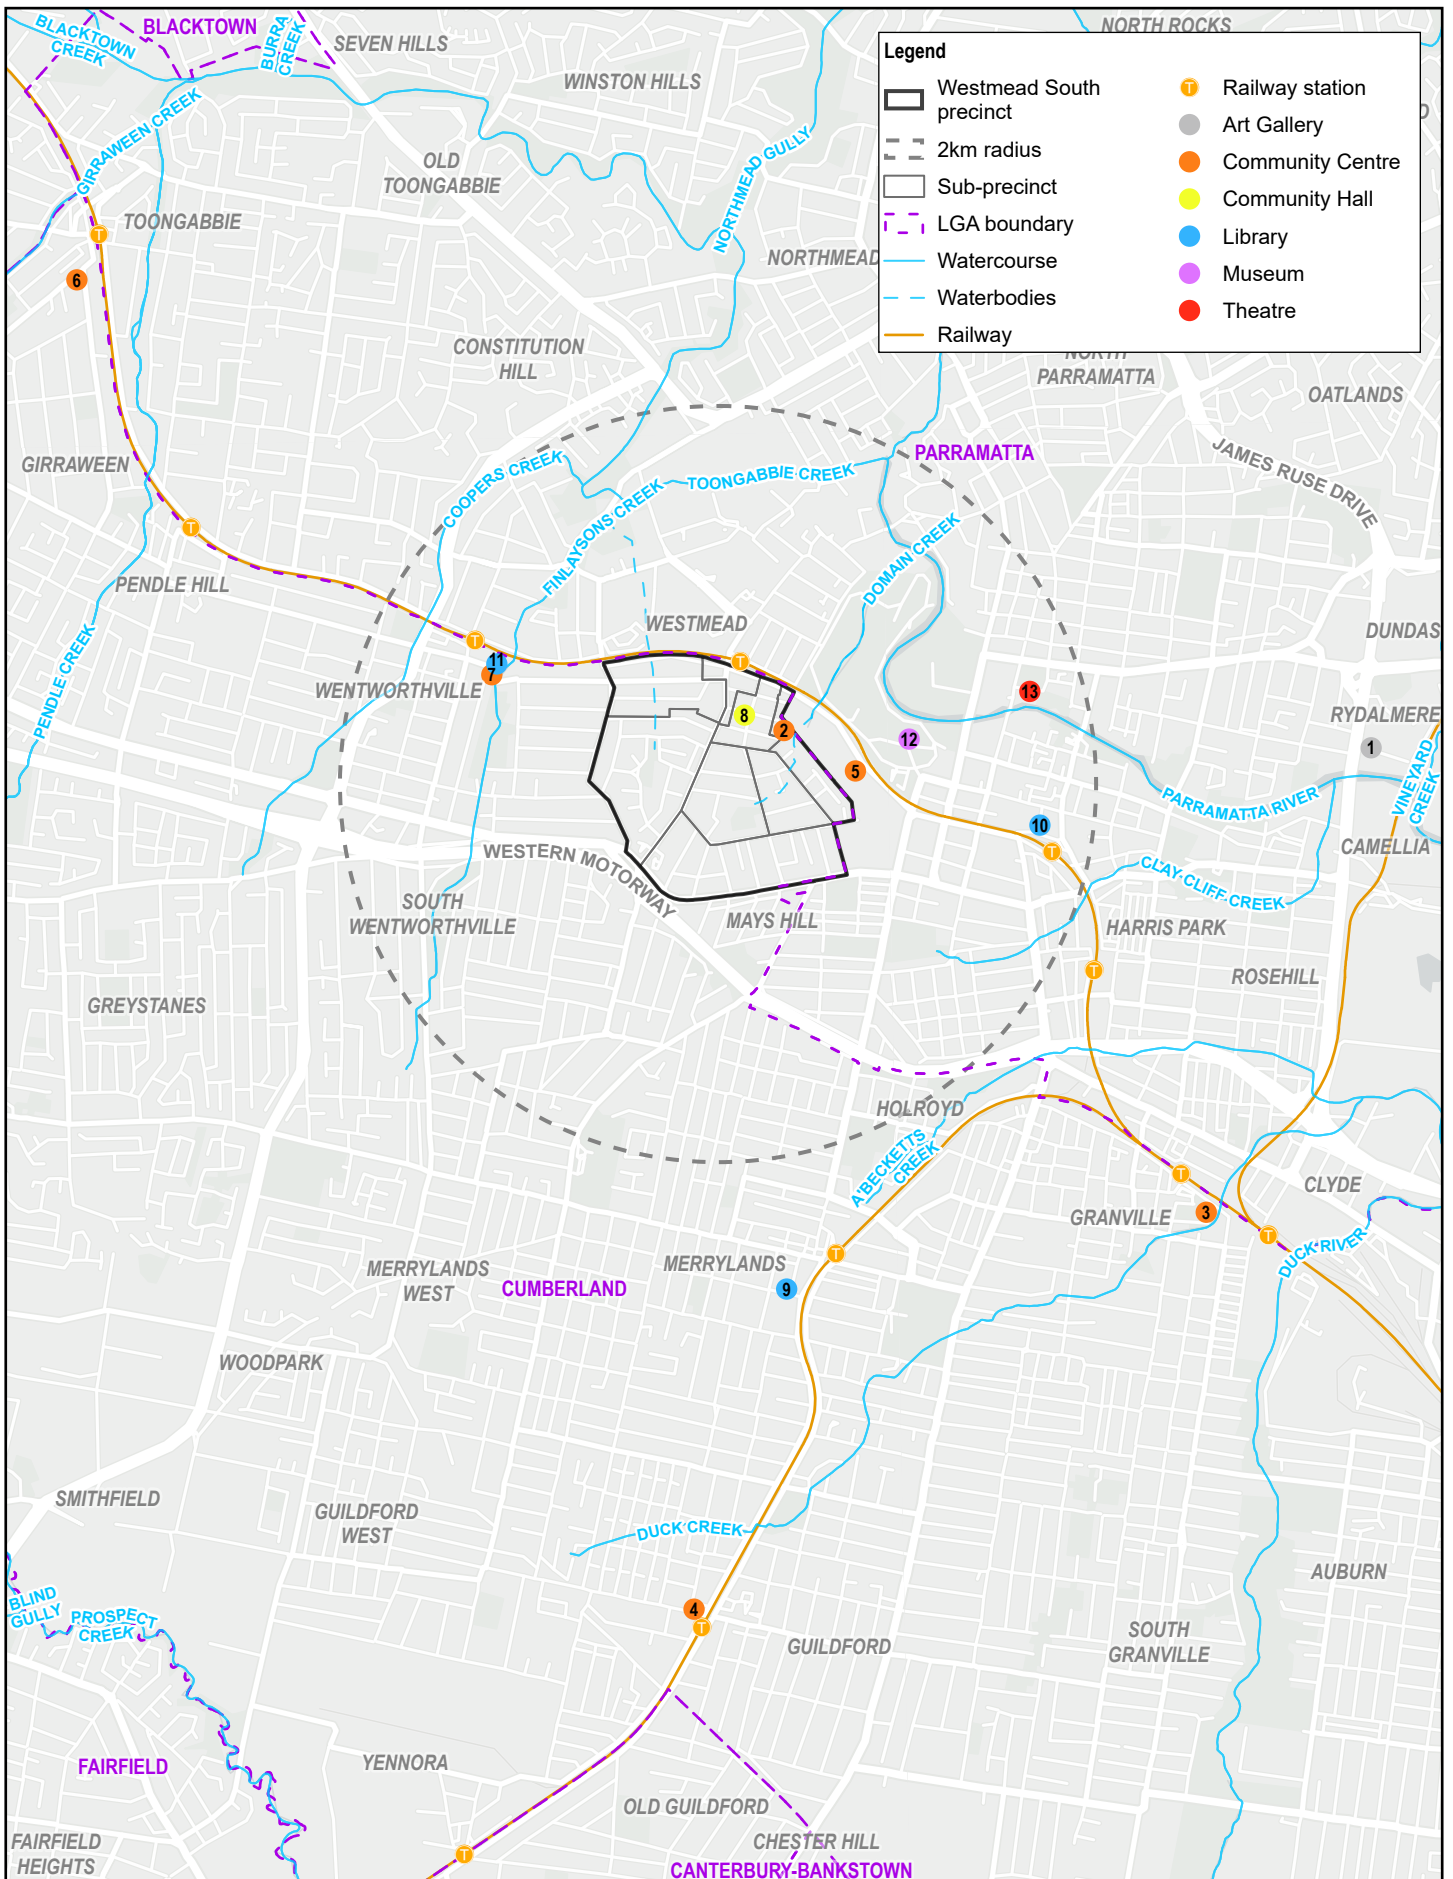 BLACKTOWN
BLACKTOWN
CREEK
BURRA
CREEK
SEVEN HILLS
WINSTON HILLS
NORTH ROCKS
Legend
Westmead South
precinct
2km radius
Sub-precinct
LGA boundary
Watercourse
Waterbodies
Railway
T Railway station
Art Gallery
Community Centre
Community Hall
Library
Museum
Theatre
GIRRAWEEN CREEK
OLD
TOONGABBIE
NORTHMEAD GULLY
TOONGABBIE
T
6
NORTHMEAD
CONSTITUTION
HILL
NORTH
PARRAMATTA
OATLANDS
GIRRAWEEN
COOPERS CREEK
FINLAYSONS CREEK
TOONGABBIE CREEK
PARRAMATTA
JAMES RUSE DRIVE
T
PENDLE HILL
DOMAIN CREEK
PENDLE CREEK
WESTMEAD
DUNDAS
T
11
7
T
WENTWORTHVILLE
8
2
12
13
RYDALMERE
1
5
VINEYARD
CREEK
PARRAMATTA RIVER
10
T
CAMELLIA
WESTERN MOTORWAY
CLAY CLIFF CREEK
SOUTH
WENTWORTHVILLE
MAYS HILL
HARRIS PARK
T
ROSEHILL
GREYSTANES
HOLROYD
A'BECKETTS
CREEK
T
CLYDE
GRANVILLE
3
T
DUCK RIVER
MERRYLANDS
T
MERRYLANDS
WEST
CUMBERLAND
9
WOODPARK
SMITHFIELD
GUILDFORD
WEST
DUCK CREEK
AUBURN
BLIND
GULLY
PROSPECT
CREEK
4
T
GUILDFORD
SOUTH
GRANVILLE
FAIRFIELD
YENNORA
OLD GUILDFORD
FAIRFIELD
HEIGHTS
T
CHESTER HILL
CANTERBURY-BANKSTOWN